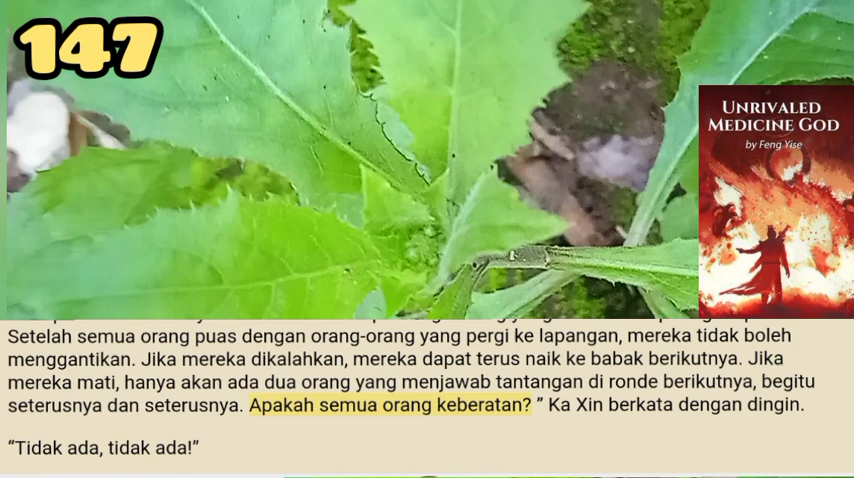 147
UNRIVALED
MEDICINE GOD
by Feng Yise
Setelah semua orang puas dengan orang-orang yang pergi ke lapangan, mereka tidak boleh
menggantikan. Jika mereka dikalahkan, mereka dapat terus naik ke babak berikutnya. Jika
mereka mati, hanya akan ada dua orang yang menjawab tantangan di ronde berikutnya, begitu
seterusnya dan seterusnya. Apakah semua orang keberatan? ” Ka Xin berkata dengan dingin.
“Tidak ada, tidak ada!”